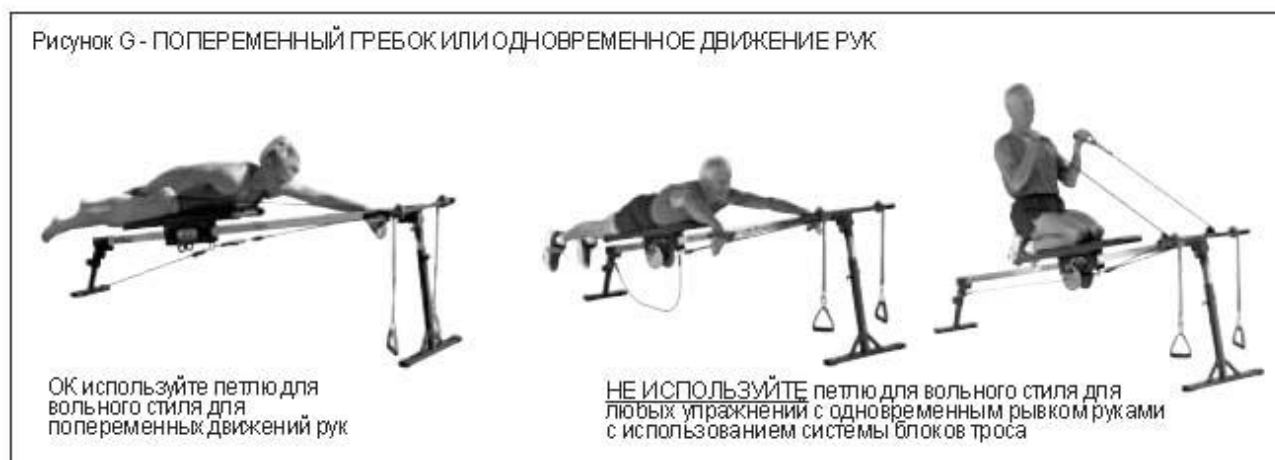 Рисунок G - ПОПЕРЕМЕННЫЙ ГРЕБОК ИЛИ ОДНОВРЕМЕННОЕ ДВИЖЕНИЕ РУК
ОК используйте петлю для
вольного стиля для
попеременных движений рук
НЕ ИСПОЛЬЗУЙТЕ петлю для вольного стиля для
любых упражнений с одновременным рывком руками
с использованием системы блоков троса